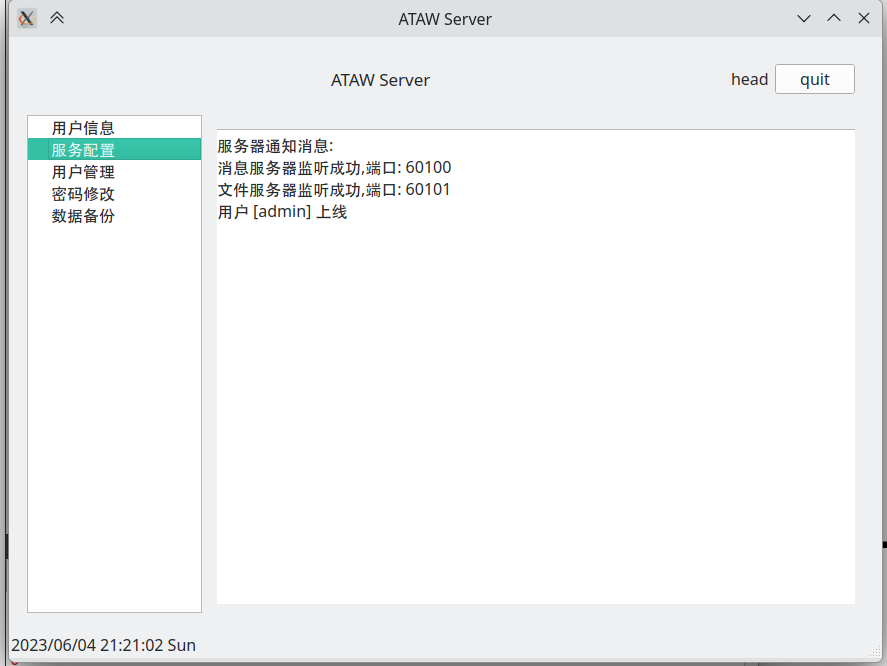 ATAW Server
ATAW Server
head
quit
用户信息
服务配置
用户管理
密码修改
数据备份
服务器通知消息:
消息服务器监听成功,端口: 60100
文件服务器监听成功,端口: 60101
用户 [admin] 上线
2023/06/04 21:21:02 Sun